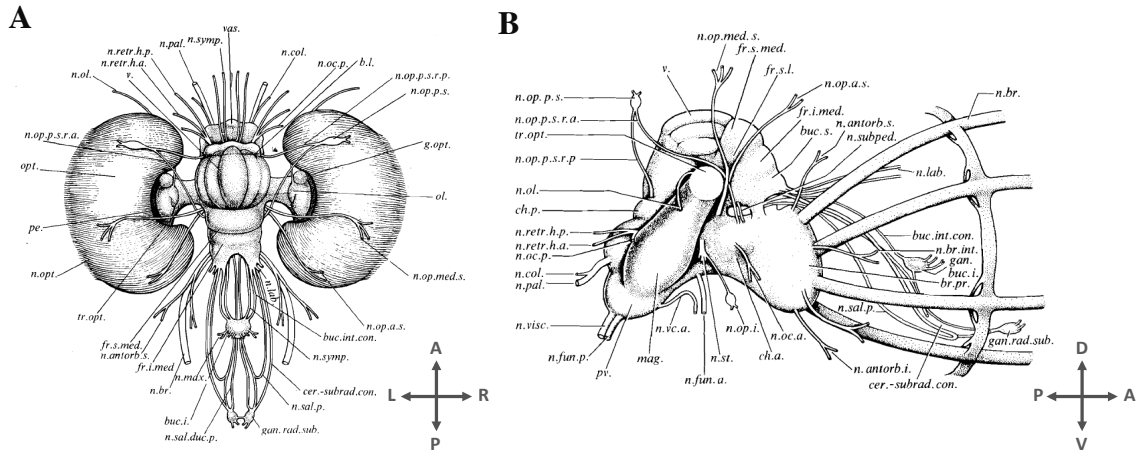 A
vas.
n.symp.
n.pal.
n.retr.h.p.
n.retr.h.a.
v.
n.ol.
n.col.
n.oc.p.
b.l.
n.op.p.s.r.p.
n.op.p.s.
n.op.p.s.r.a.
opt.
g.opt.
ol.
pe.
n.opt.
n.op.med.s.
tr.opt.
n.lab.
n.op.a.s.
buc.int.con.
fr.s.med.
n.antorb.s.
fr.i.med
n.symp.
n.max.
n.br.
cer.-subrad.con.
n.sal.p.
buc.i.
n.sal.duc.p.
gan.rad.sub.
A
L R
P
B
n.op.med.s.
fr.s.med.
v.
fr.s.l.
n.op.a.s.
n.br.
n.op.p.s.
fr.i.med.
n.op.p.s.r.a.
buc.s.
n.antorb.s.
tr.opt.
n.subped.
n.op.p.s.r.p
n.lab.
n.ol.
ch.p.
n.retr.h.p.
n.retr.h.a.
n.oc.p.
buc.int.con.
n.br.int.
gan.
n.col.
buc.i.
n.pal.
br.pr.
n.sal.p.
n.visc.
n.vc.a.
n.op.i.
n.oc.a.
n.fun.p.
mag.
n.st.
ch.a.
gan.rad.sub.
pv.
n.fun.a.
n.antorb.i.
cer.-subrad.con.
D
P A
V